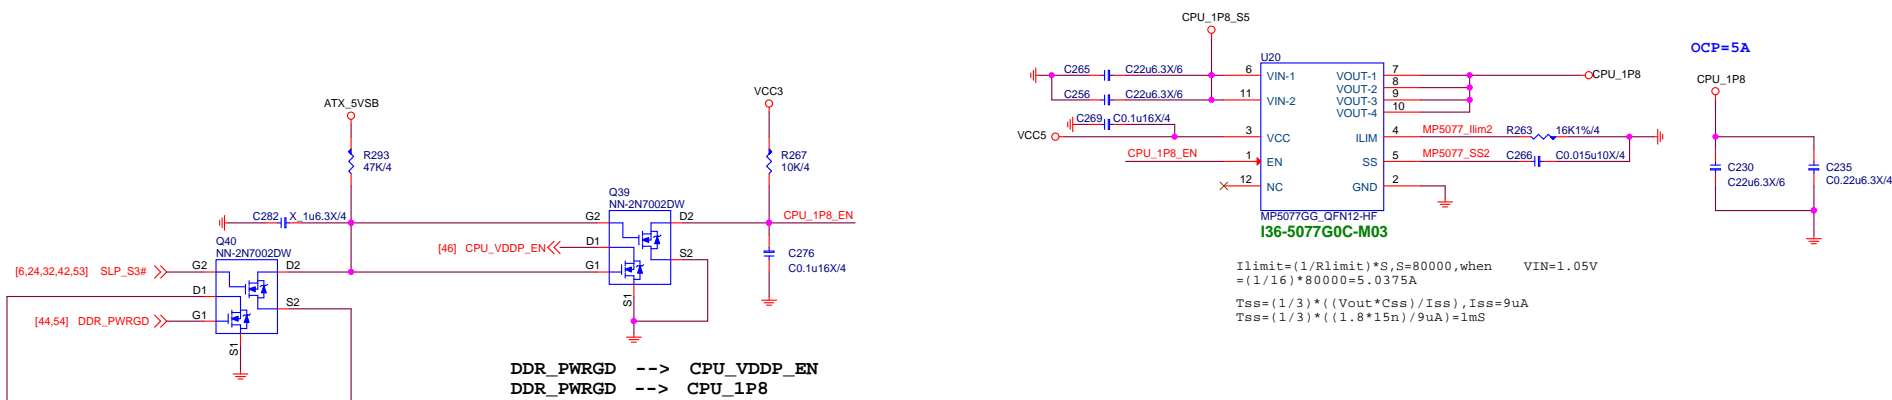 ATX_5VSB
R293
47K/4
C282
X_1u6.3X/4
Q40
NN-2N7002DW
[6,24,32,42,53] SLP_S3#
G2
D2
D1
S2
[44,54] DDR_PWRGD
G1
S1
VCC3
R267
10K/4
Q39
NN-2N7002DW
G2
D2
CPU_1P8_EN
[46] CPU_VDDP_EN
D1
S2
G1
S1
C276
C0.1u16X/4
DDR_PWRGD --> CPU_VDDP_EN
DDR_PWRGD --> CPU_1P8
CPU_1P8_S5
U20
C265
C22u6.3X/6
6
VIN-1
VOUT-1
7
CPU_1P8
VOUT-2
8
C256
C22u6.3X/6
11
VIN-2
VOUT-3
9
VOUT-4
10
C269
C0.1u16X/4
VCC5
3
VCC
ILIM
4
MP5077_Ilim2
R263
16K1%/4
CPU_1P8_EN
1
EN
SS
5
MP5077_SS2
C266
C0.015u10X/4
12
NC
GND
2
MP5077GG_QFN12-HF
I36-5077G0C-M03
Ilimit=(1/Rlimit)*S,S=80000,when VIN=1.05V
=(1/16)*80000=5.0375A
Tss=(1/3)*((Vout*Css)/Iss),Iss=9uA
Tss=(1/3)*((1.8*15n)/9uA)=1mS
OCP=5A
CPU_1P8
C230
C22u6.3X/6
C235
C0.22u6.3X/4